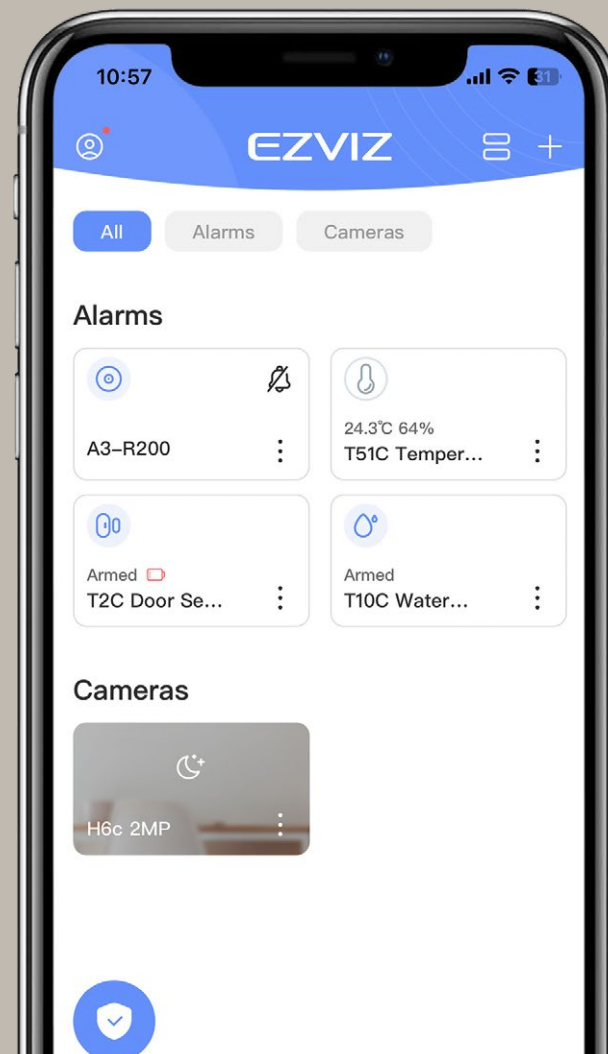 10:57
31
EZVIZ
All
Alarms
Cameras
Alarms
A3-R200
24.3℃ 64%
T51C Temper...
Armed
T2C Door Se...
Armed
T10C Water...
Cameras
H6c 2MP